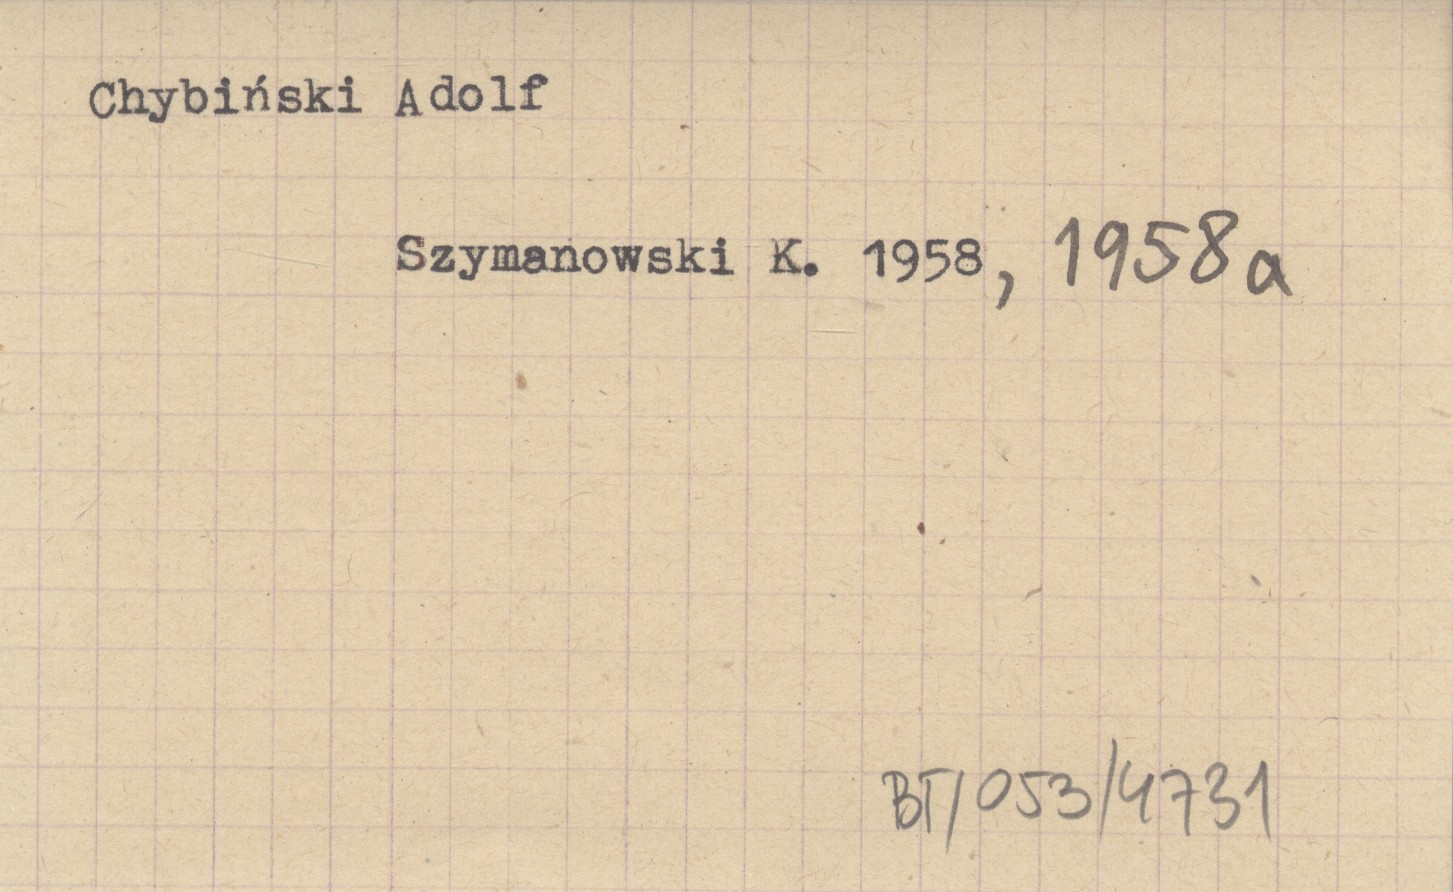 Chybiński Adolf
Szymanowski K. 1958, 1958a
BT/053/4731